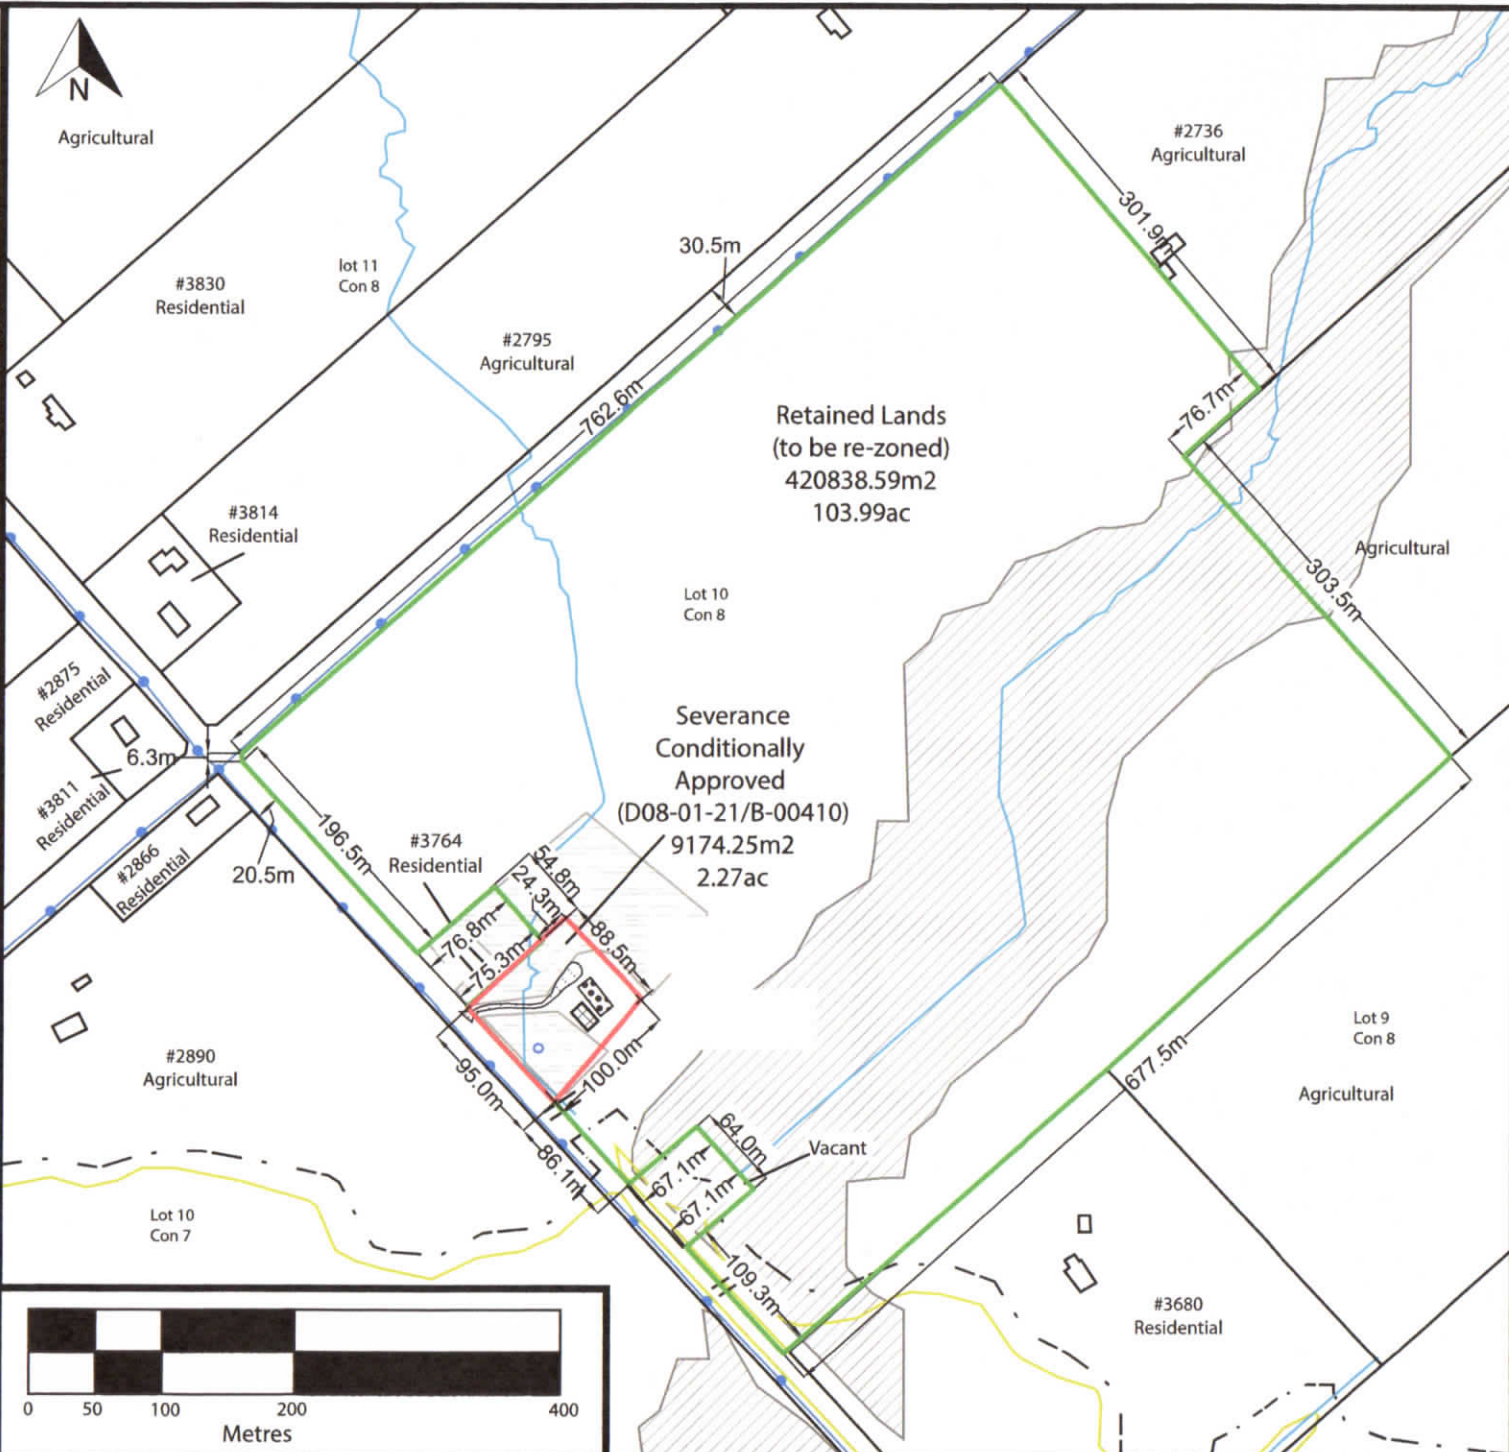 N
Agricultural
#2736
Agricultural
301.9m
30.5m
lot 11
Con 8
#3830
Residential
#2795
Agricultural
762.6m
76.7m
Retained Lands
(to be re-zoned)
420838.59m2
103.99ac
#3814
Residential
Agricultural
303.5m
Lot 10
Con 8
#2875
Residential
Severance
Conditionally
Approved
(D08-01-21/B-00410)
9174.25m2
2.27ac
6.3m
#3811
Residential
196.5m
#3764
Residential
#2866
Residential
20.5m
54.8m
24.3m
76.8m
75.3m
88.5m
Lot 9
Con 8
#2890
Agricultural
95.0m
100.0m
677.5m
Agricultural
86.1m
64.0m
Vacant
67.1m
67.1m
Lot 10
Con 7
109.3m
#3680
Residential
0 50 100 200 400
Metres